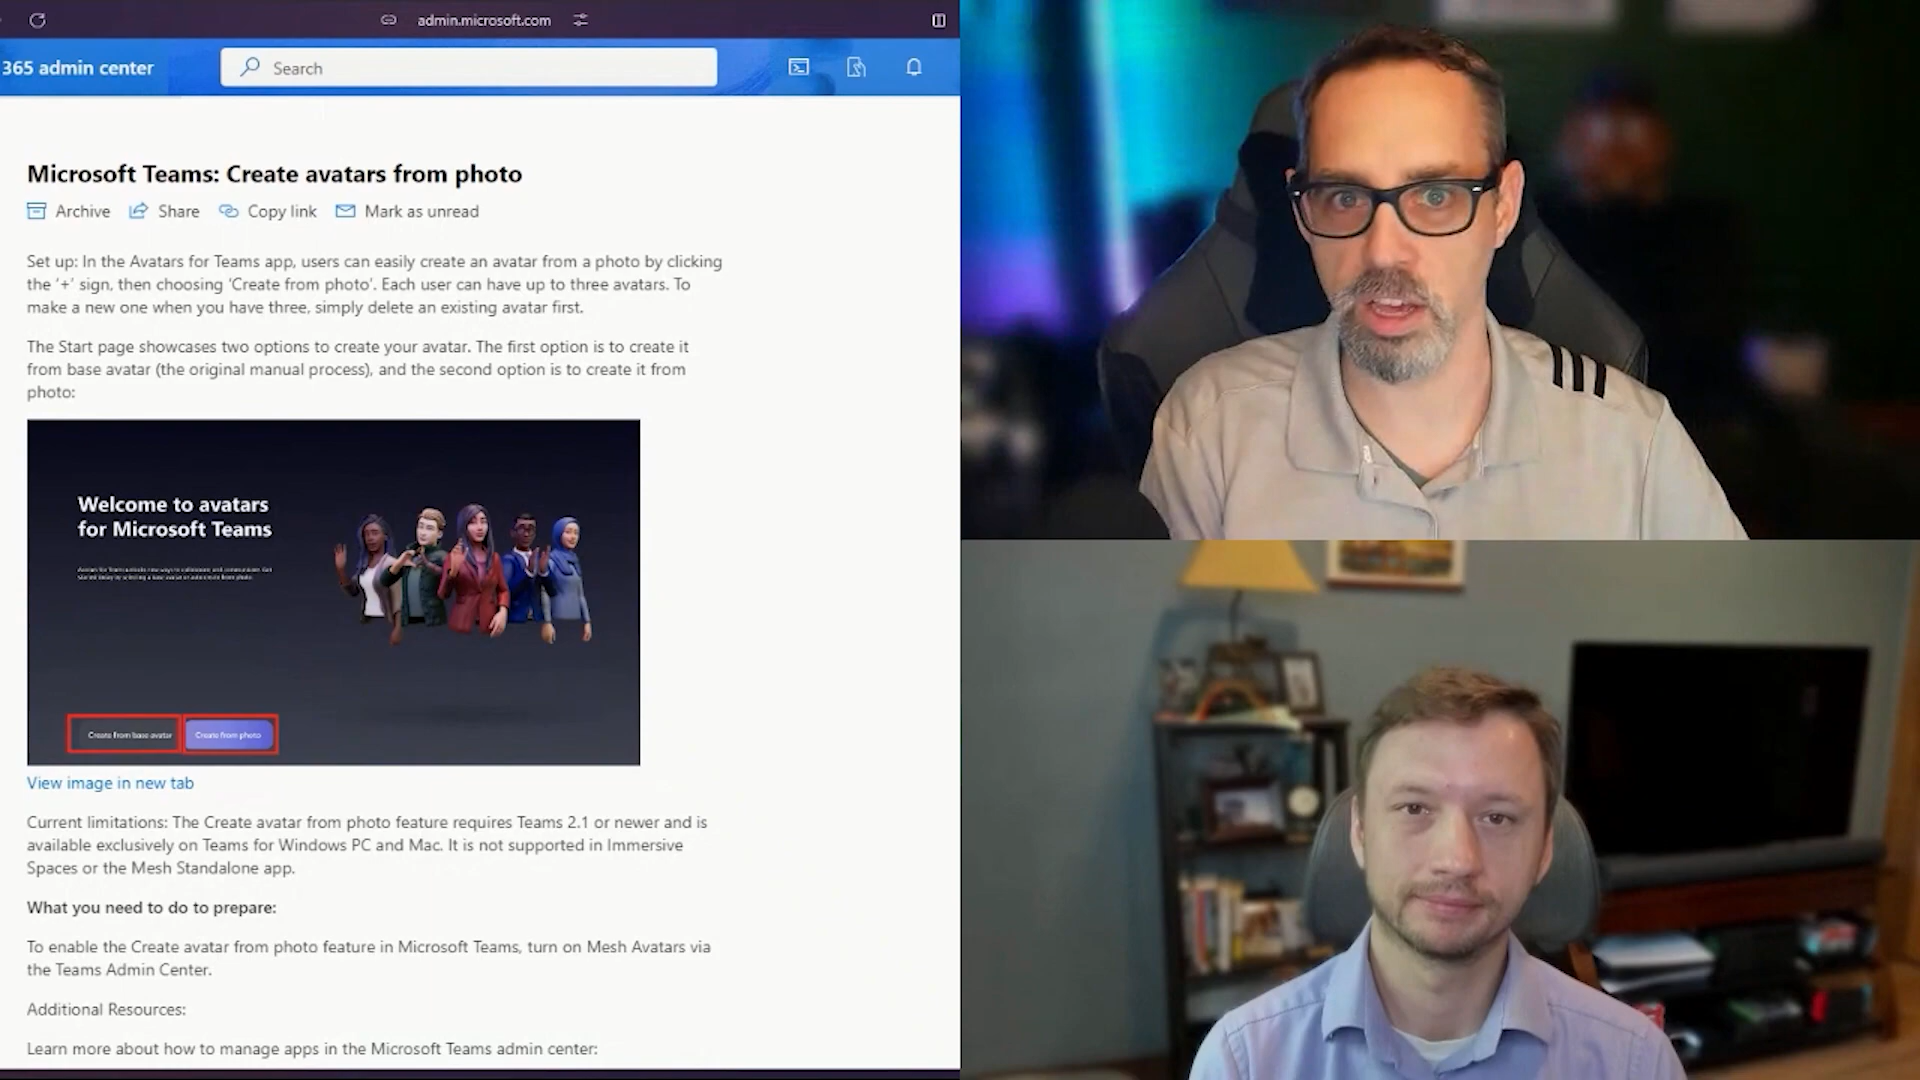 admin.microsoft.com
365 admin center
Search
Microsoft Teams: Create avatars from photo
Archive
Share
Copy link
Mark as unread
Set up: In the Avatars for Teams app, users can easily create an avatar from a photo by clicking
the ‘+’ sign, then choosing ‘Create from photo’. Each user can have up to three avatars. To
make a new one when you have three, simply delete an existing avatar first.
The Start page showcases two options to create your avatar. The first option is to create it
from base avatar (the original manual process), and the second option is to create it from
photo:
Welcome to avatars
for Microsoft Teams
Create from base avatar
Create from photo
View image in new tab
Current limitations: The Create avatar from photo feature requires Teams 2.1 or newer and is
available exclusively on Teams for Windows PC and Mac. It is not supported in Immersive
Spaces or the Mesh Standalone app.
What you need to do to prepare:
To enable the Create avatar from photo feature in Microsoft Teams, turn on Mesh Avatars via
the Teams Admin Center.
Additional Resources:
Learn more about how to manage apps in the Microsoft Teams admin center: